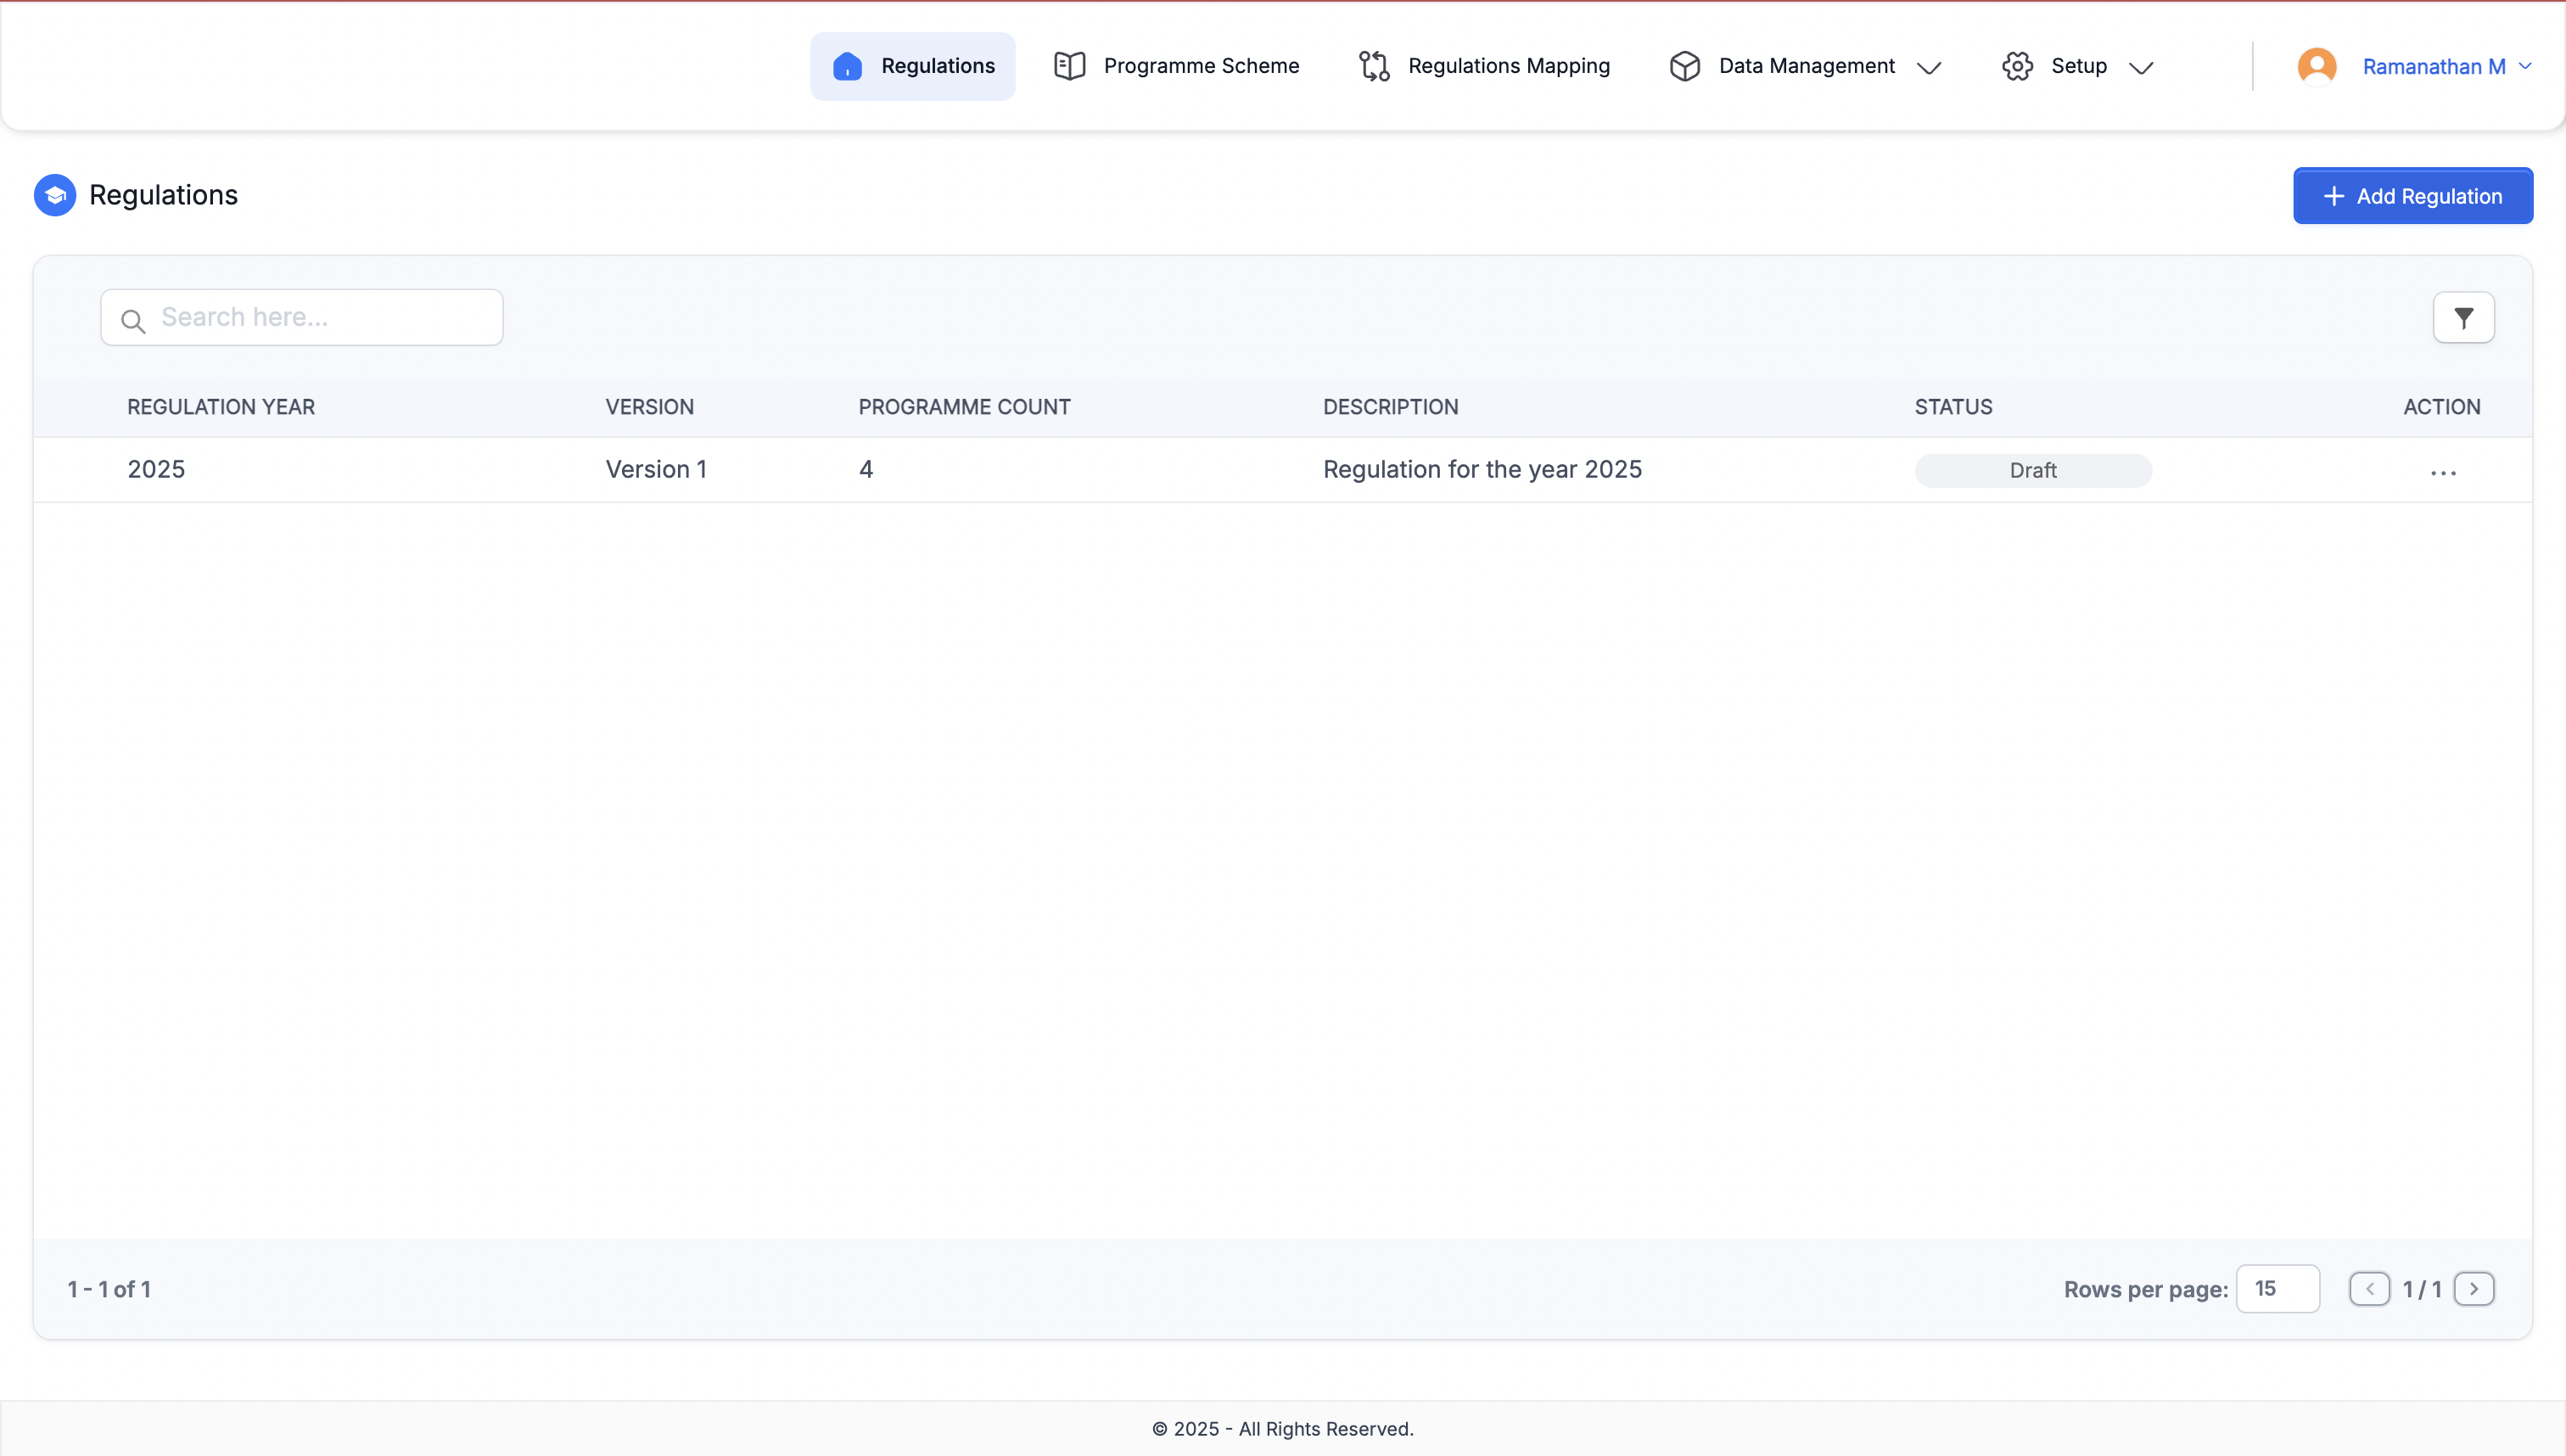 Regulations Programme Scheme Regulations Mapping Data Management Setup Ramanathan M
Regulations
Add Regulation
Search here...
REGULATION YEAR VERSION PROGRAMME COUNT DESCRIPTION STATUS ACTION
2025 Version 1 4 Regulation for the year 2025 Draft ...
1 - 1 of 1 Rows per page: 15 1 / 1
© 2025 - All Rights Reserved.